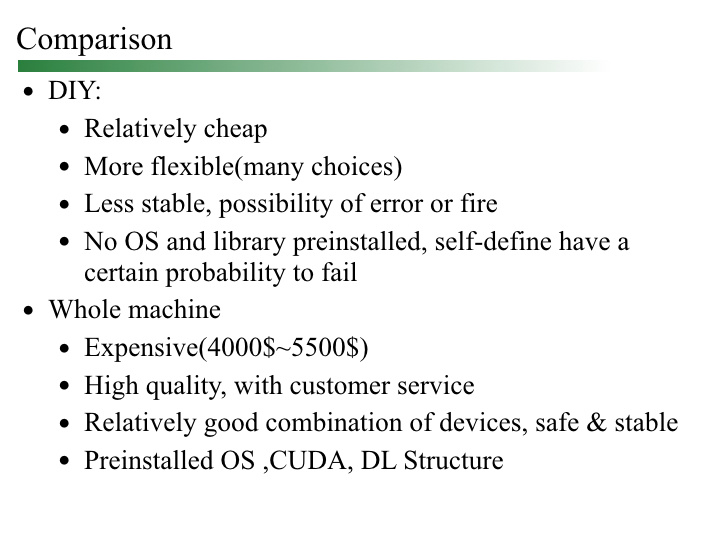 Comparison
• DIY:
• Relatively cheap
• More flexible(many choices)
• Less stable, possibility of error or fire
• No OS and library preinstalled, self-define have a
certain probability to fail
• Whole machine
• Expensive(4000$~5500$)
• High quality, with customer service
• Relatively good combination of devices, safe & stable
• Preinstalled OS ,CUDA, DL Structure